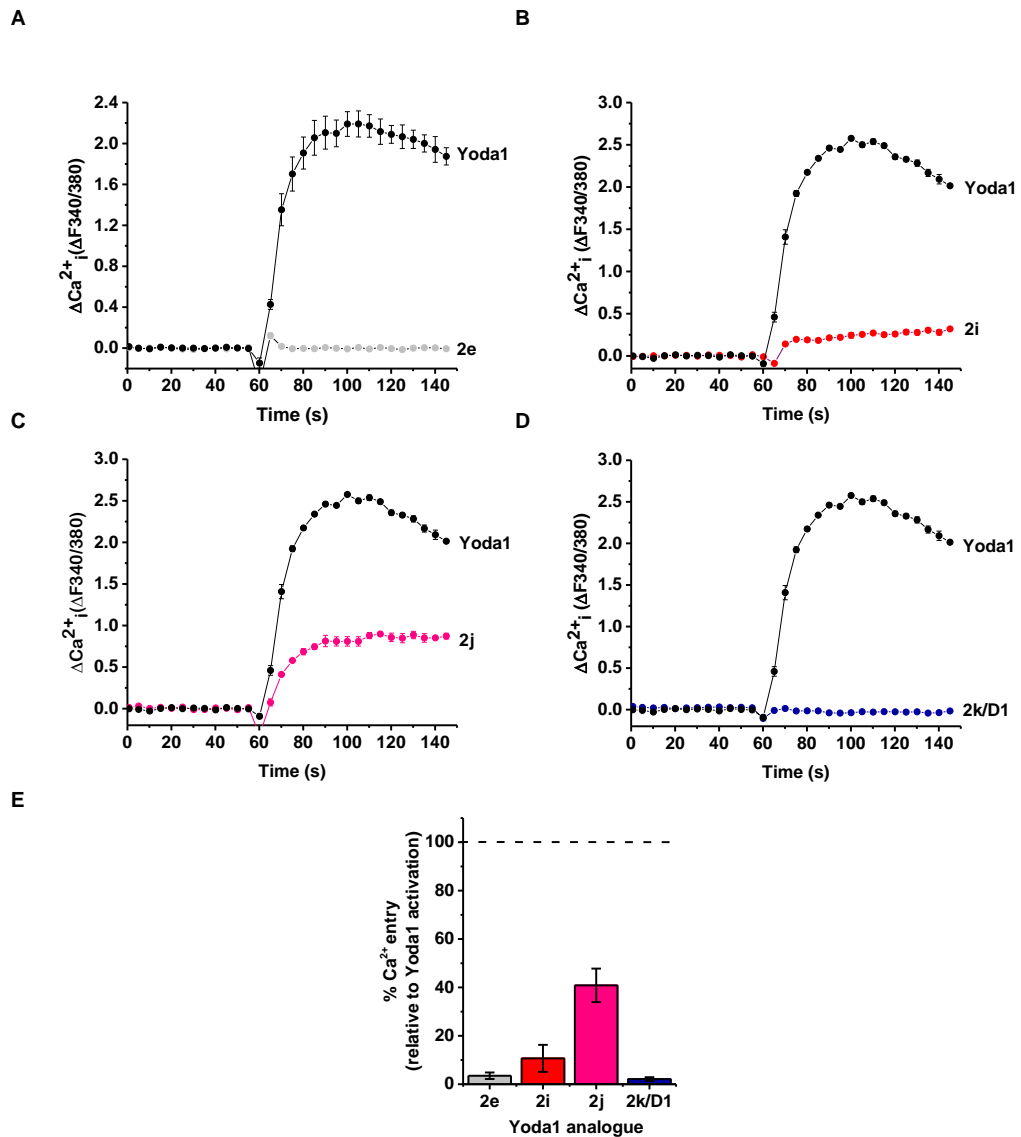 A
ΔCa²⁺ᵢ(ΔF340/380)
2.4
2.0
1.6
1.2
0.8
0.4
0.0
Yoda1
2e
0 20 40 60 80 100 120 140
Time (s)
B
ΔCa²⁺ᵢ (ΔF340/380)
3.0
2.5
2.0
1.5
1.0
0.5
0.0
Yoda1
2i
0 20 40 60 80 100 120 140
Time (s)
C
ΔCa²⁺ᵢ(ΔF340/380)
3.0
2.5
2.0
1.5
1.0
0.5
0.0
Yoda1
2j
0 20 40 60 80 100 120 140
Time (s)
D
ΔCa²⁺ᵢ (ΔF340/380)
3.0
2.5
2.0
1.5
1.0
0.5
0.0
Yoda1
2k/D1
0 20 40 60 80 100 120 140
Time (s)
E
% Ca²⁺ entry
(relative to Yoda1 activation)
100
80
60
40
20
0
2e 2i 2j 2k/D1
Yoda1 analogue